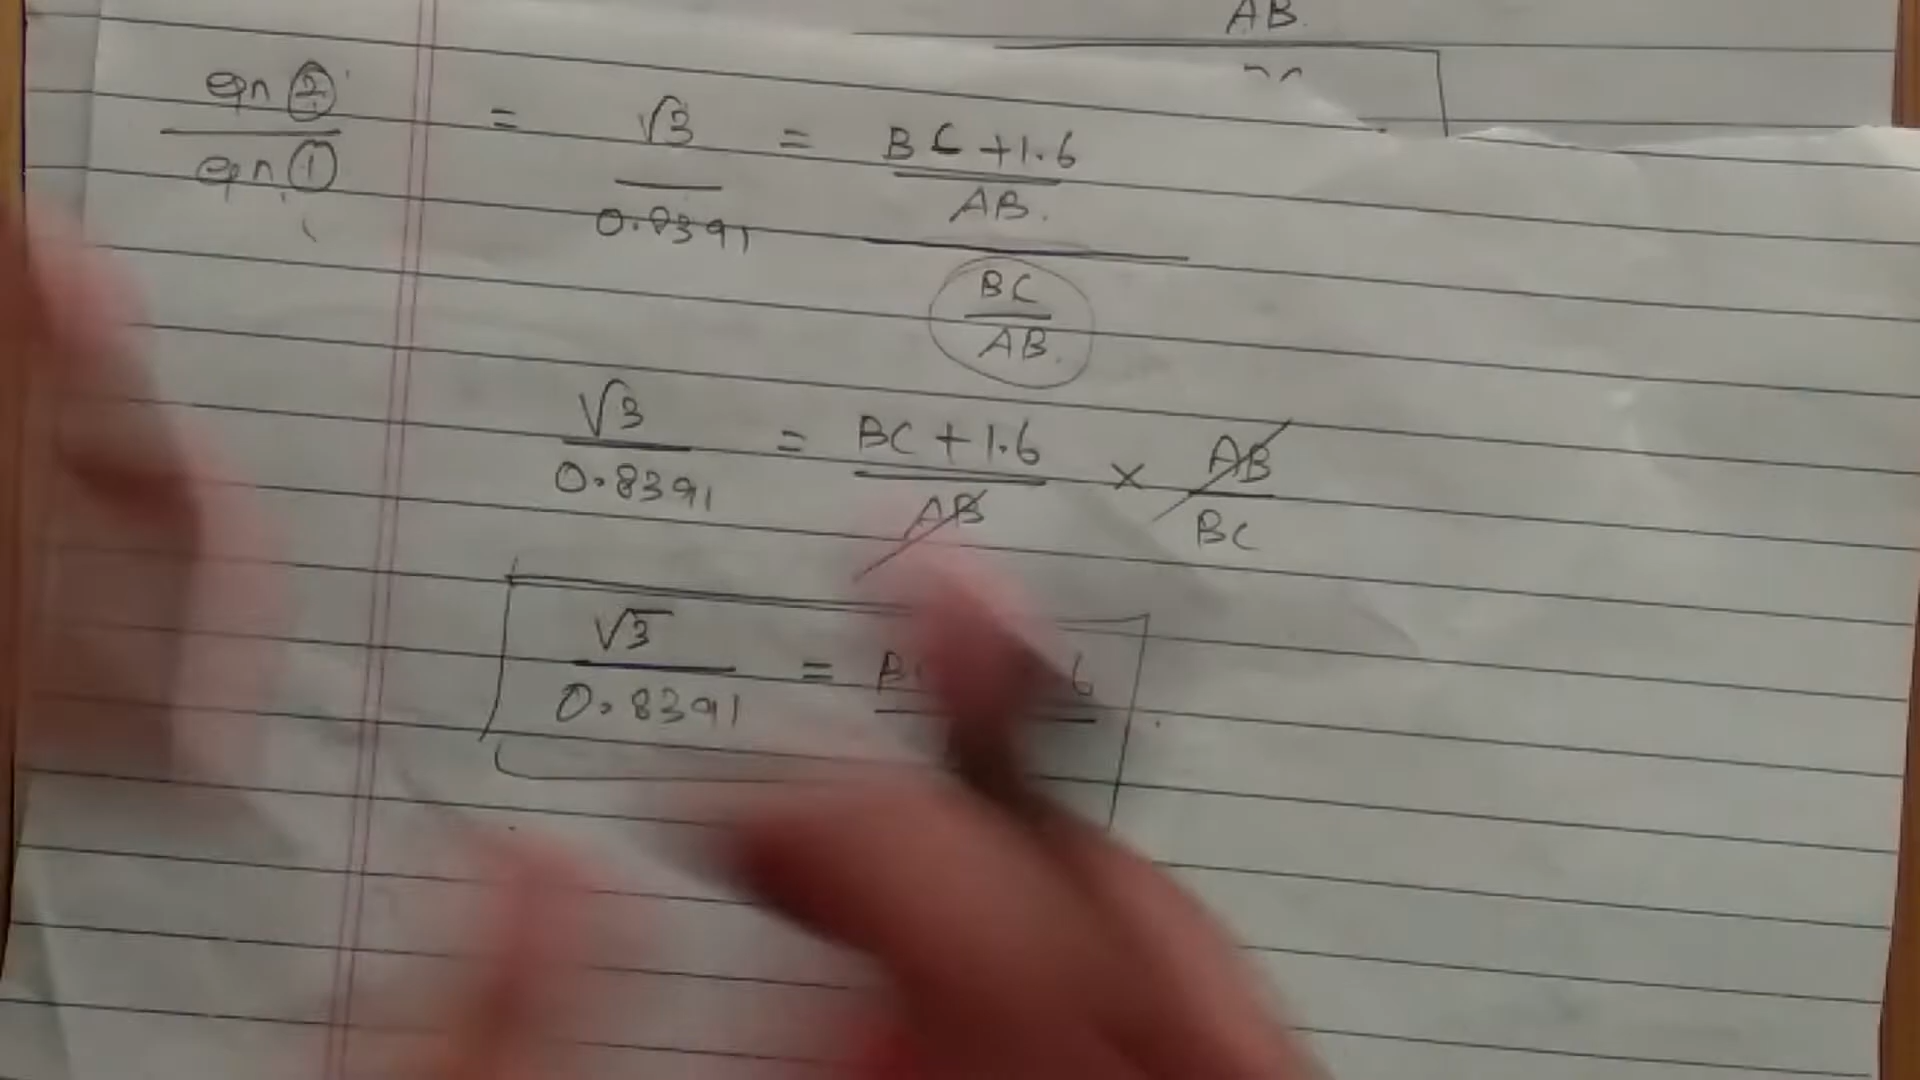 AB
eqn ② / eqn ① = √3 / 0.8391 = BC +1.6 / AB.
BC / AB.
√3 / 0.8391 = BC + 1.6 / AB × AB / BC
√3 / 0.8391 =